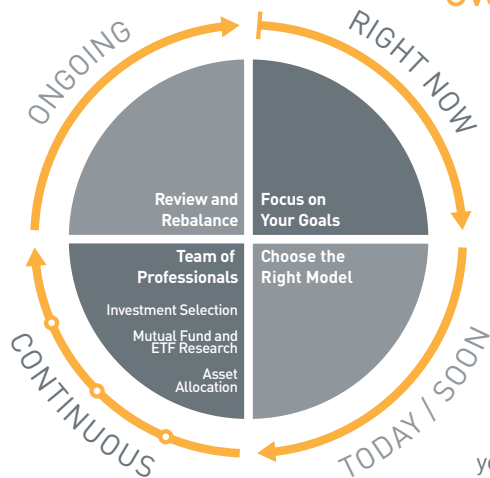 ONGOING
RIGHT NOW
Review and
Rebalance
Focus on
Your Goals
Team of
Professionals
Investment Selection
Mutual Fund and
ETF Research
Asset
Allocation
Choose the
Right Model
CONTINUOUS
TODAY / SOON